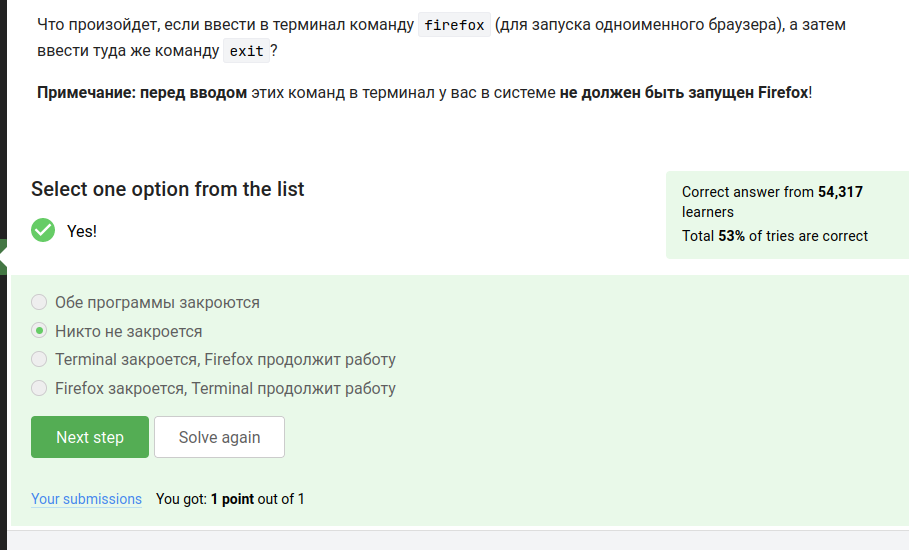 Что произойдет, если ввести в терминал команду firefox (для запуска одноименного браузера), а затем
ввести туда же команду exit ?
Примечание: перед вводом этих команд в терминал у вас в системе не должен быть запущен Firefox!
Select one option from the list
Yes!
Correct answer from 54,317
learners
Total 53% of tries are correct
Обе программы закроются
Никто не закроется
Terminal закроется, Firefox продолжит работу
Firefox закроется, Terminal продолжит работу
Next step
Solve again
Your submissions You got: 1 point out of 1